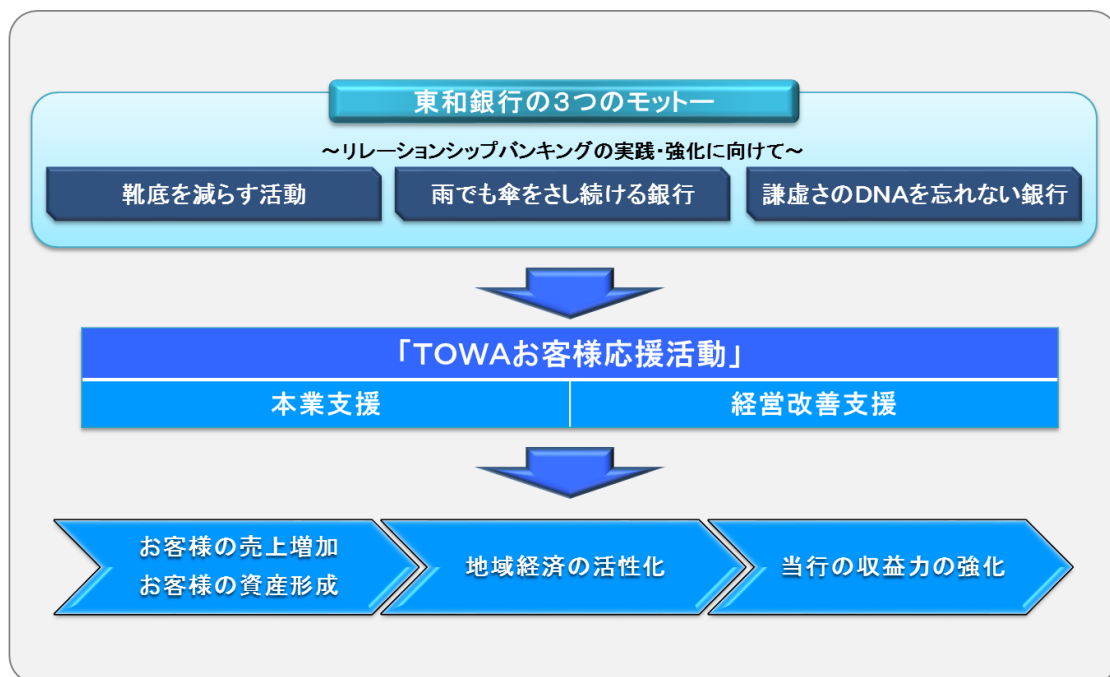 東和銀行の３つのモットー
～リレーションシップバンキングの実践・強化に向けて～
靴底を減らす活動
雨でも傘をさし続ける銀行
謙虚さのＤＮＡを忘れない銀行
「ＴＯＷＡお客様応援活動」
本業支援
経営改善支援
お客様の売上増加
お客様の資産形成
地域経済の活性化
当行の収益力の強化